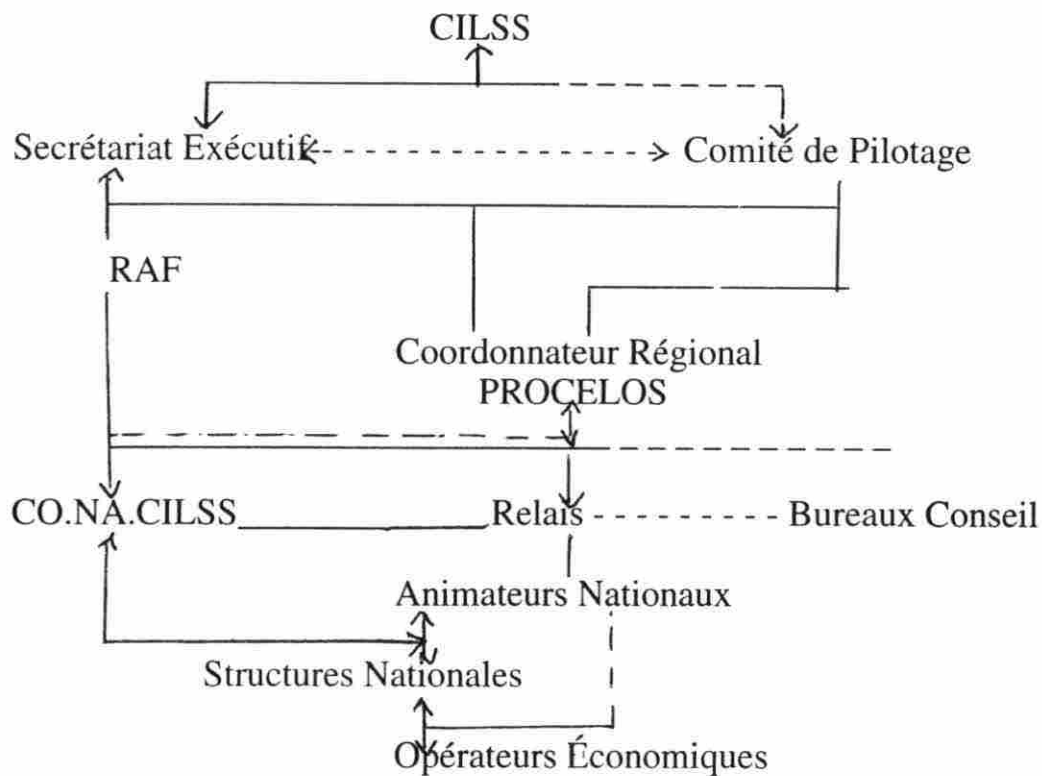 CILSS
Secrétariat Exécutif
Comité de Pilotage
RAF
Coordonnateur Régional
PROCELOS
CO.NA.CILSS
Relais
Bureaux Conseil
Animateurs Nationaux
Structures Nationales
Opérateurs Économiques